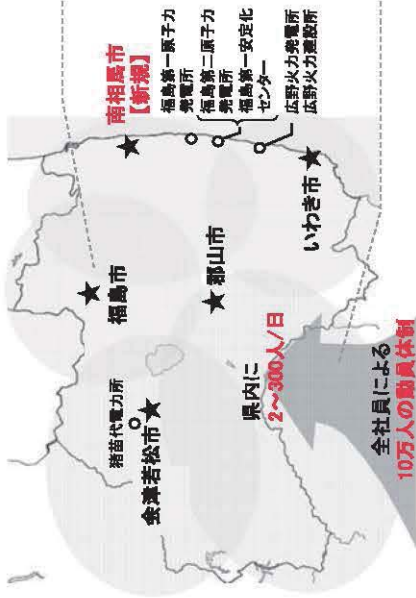 南相馬市
【新規】
福島第一原子力
発電所
福島第二原子力
発電所
福島第一安定化
センター
広野火力発電所
広野火力建設所
福島市
郡山市
いわき市
猪苗代電力所
会津若松市
県内に
2～300人/日
全社員による
10万人の動員体制